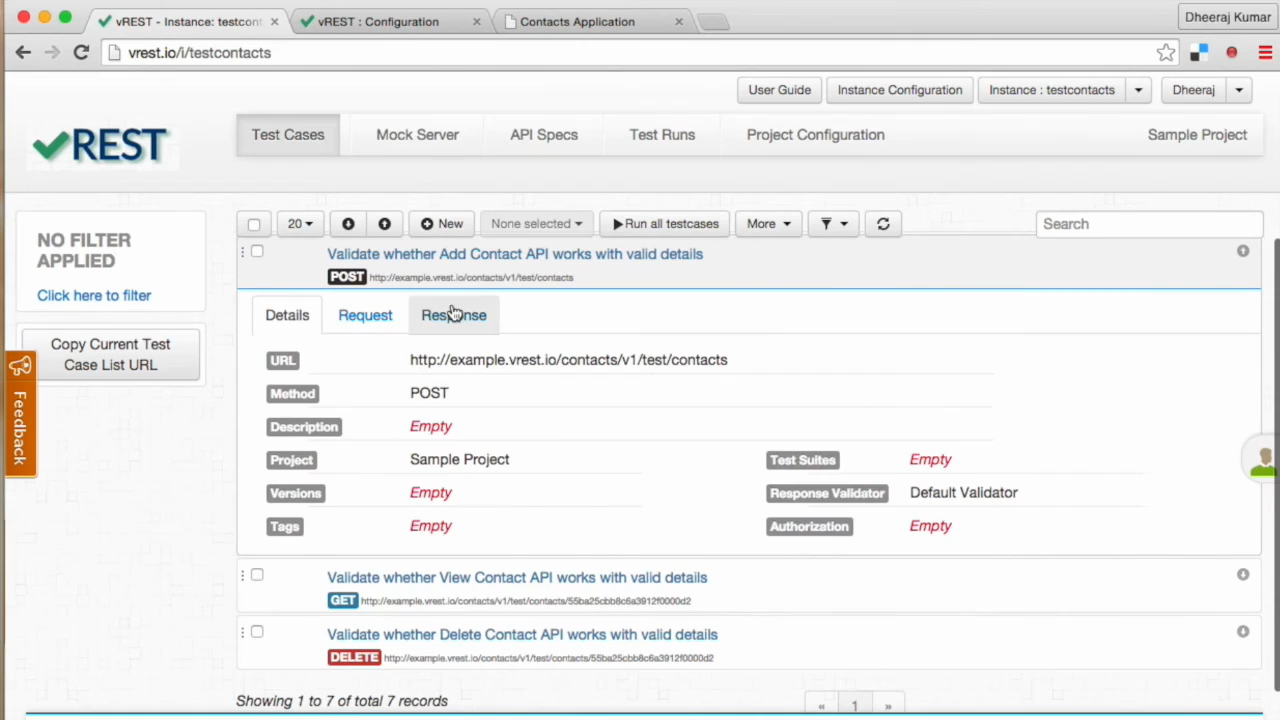 vREST - Instance: testcont
vREST : Configuration
Contacts Application
Dheeraj Kumar
vrest.io/i/testcontacts
User Guide
Instance Configuration
Instance : testcontacts
Dheeraj
vREST
Test Cases
Mock Server
API Specs
Test Runs
Project Configuration
Sample Project
NO FILTER
APPLIED
Click here to filter
Copy Current Test
Case List URL
Feedback
20
New
None selected
Run all testcases
More
Search
Validate whether Add Contact API works with valid details
POST http://example.vrest.io/contacts/v1/test/contacts
Details
Request
Response
URL http://example.vrest.io/contacts/v1/test/contacts
Method POST
Description Empty
Project Sample Project
Test Suites Empty
Versions Empty
Response Validator Default Validator
Tags Empty
Authorization Empty
Validate whether View Contact API works with valid details
GET http://example.vrest.io/contacts/v1/test/contacts/55ba25cbb8c6a3912f0000d2
Validate whether Delete Contact API works with valid details
DELETE http://example.vrest.io/contacts/v1/test/contacts/55ba25cbb8c6a3912f0000d2
Showing 1 to 7 of total 7 records
« 1 »